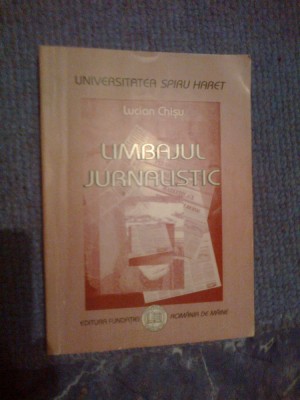 UNIVERSITATEA SPIRU HARET
Lucian Chişu
LIMBAJUL
JURNALISTIC
EDITURA FUNDAŢIEI ROMÂNIA DE MÂINE